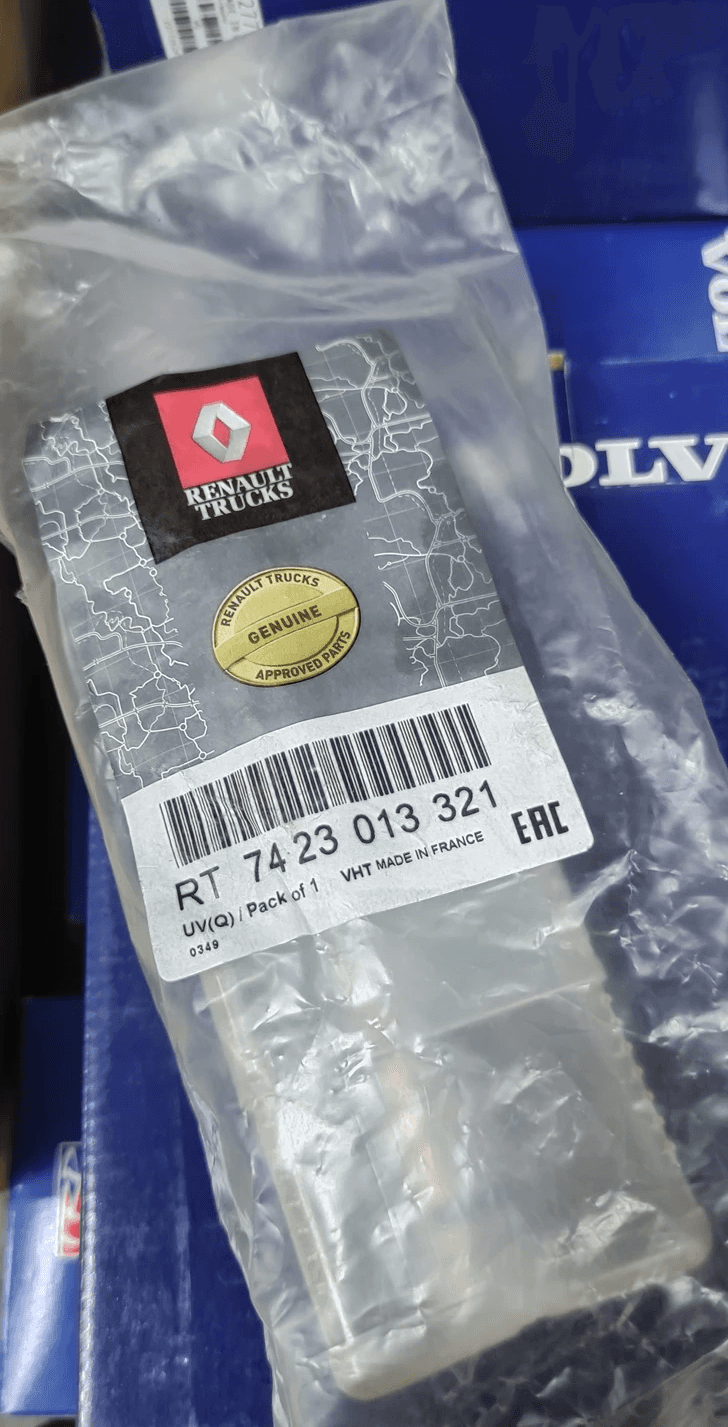 RENAULT
TRUCKS
RENAULT TRUCKS
GENUINE
APPROVED PARTS
RT 74 23 013 321
UV(Q) / Pack of 1 VHT MADE IN FRANCE
EAC
0349
VOL
OLV